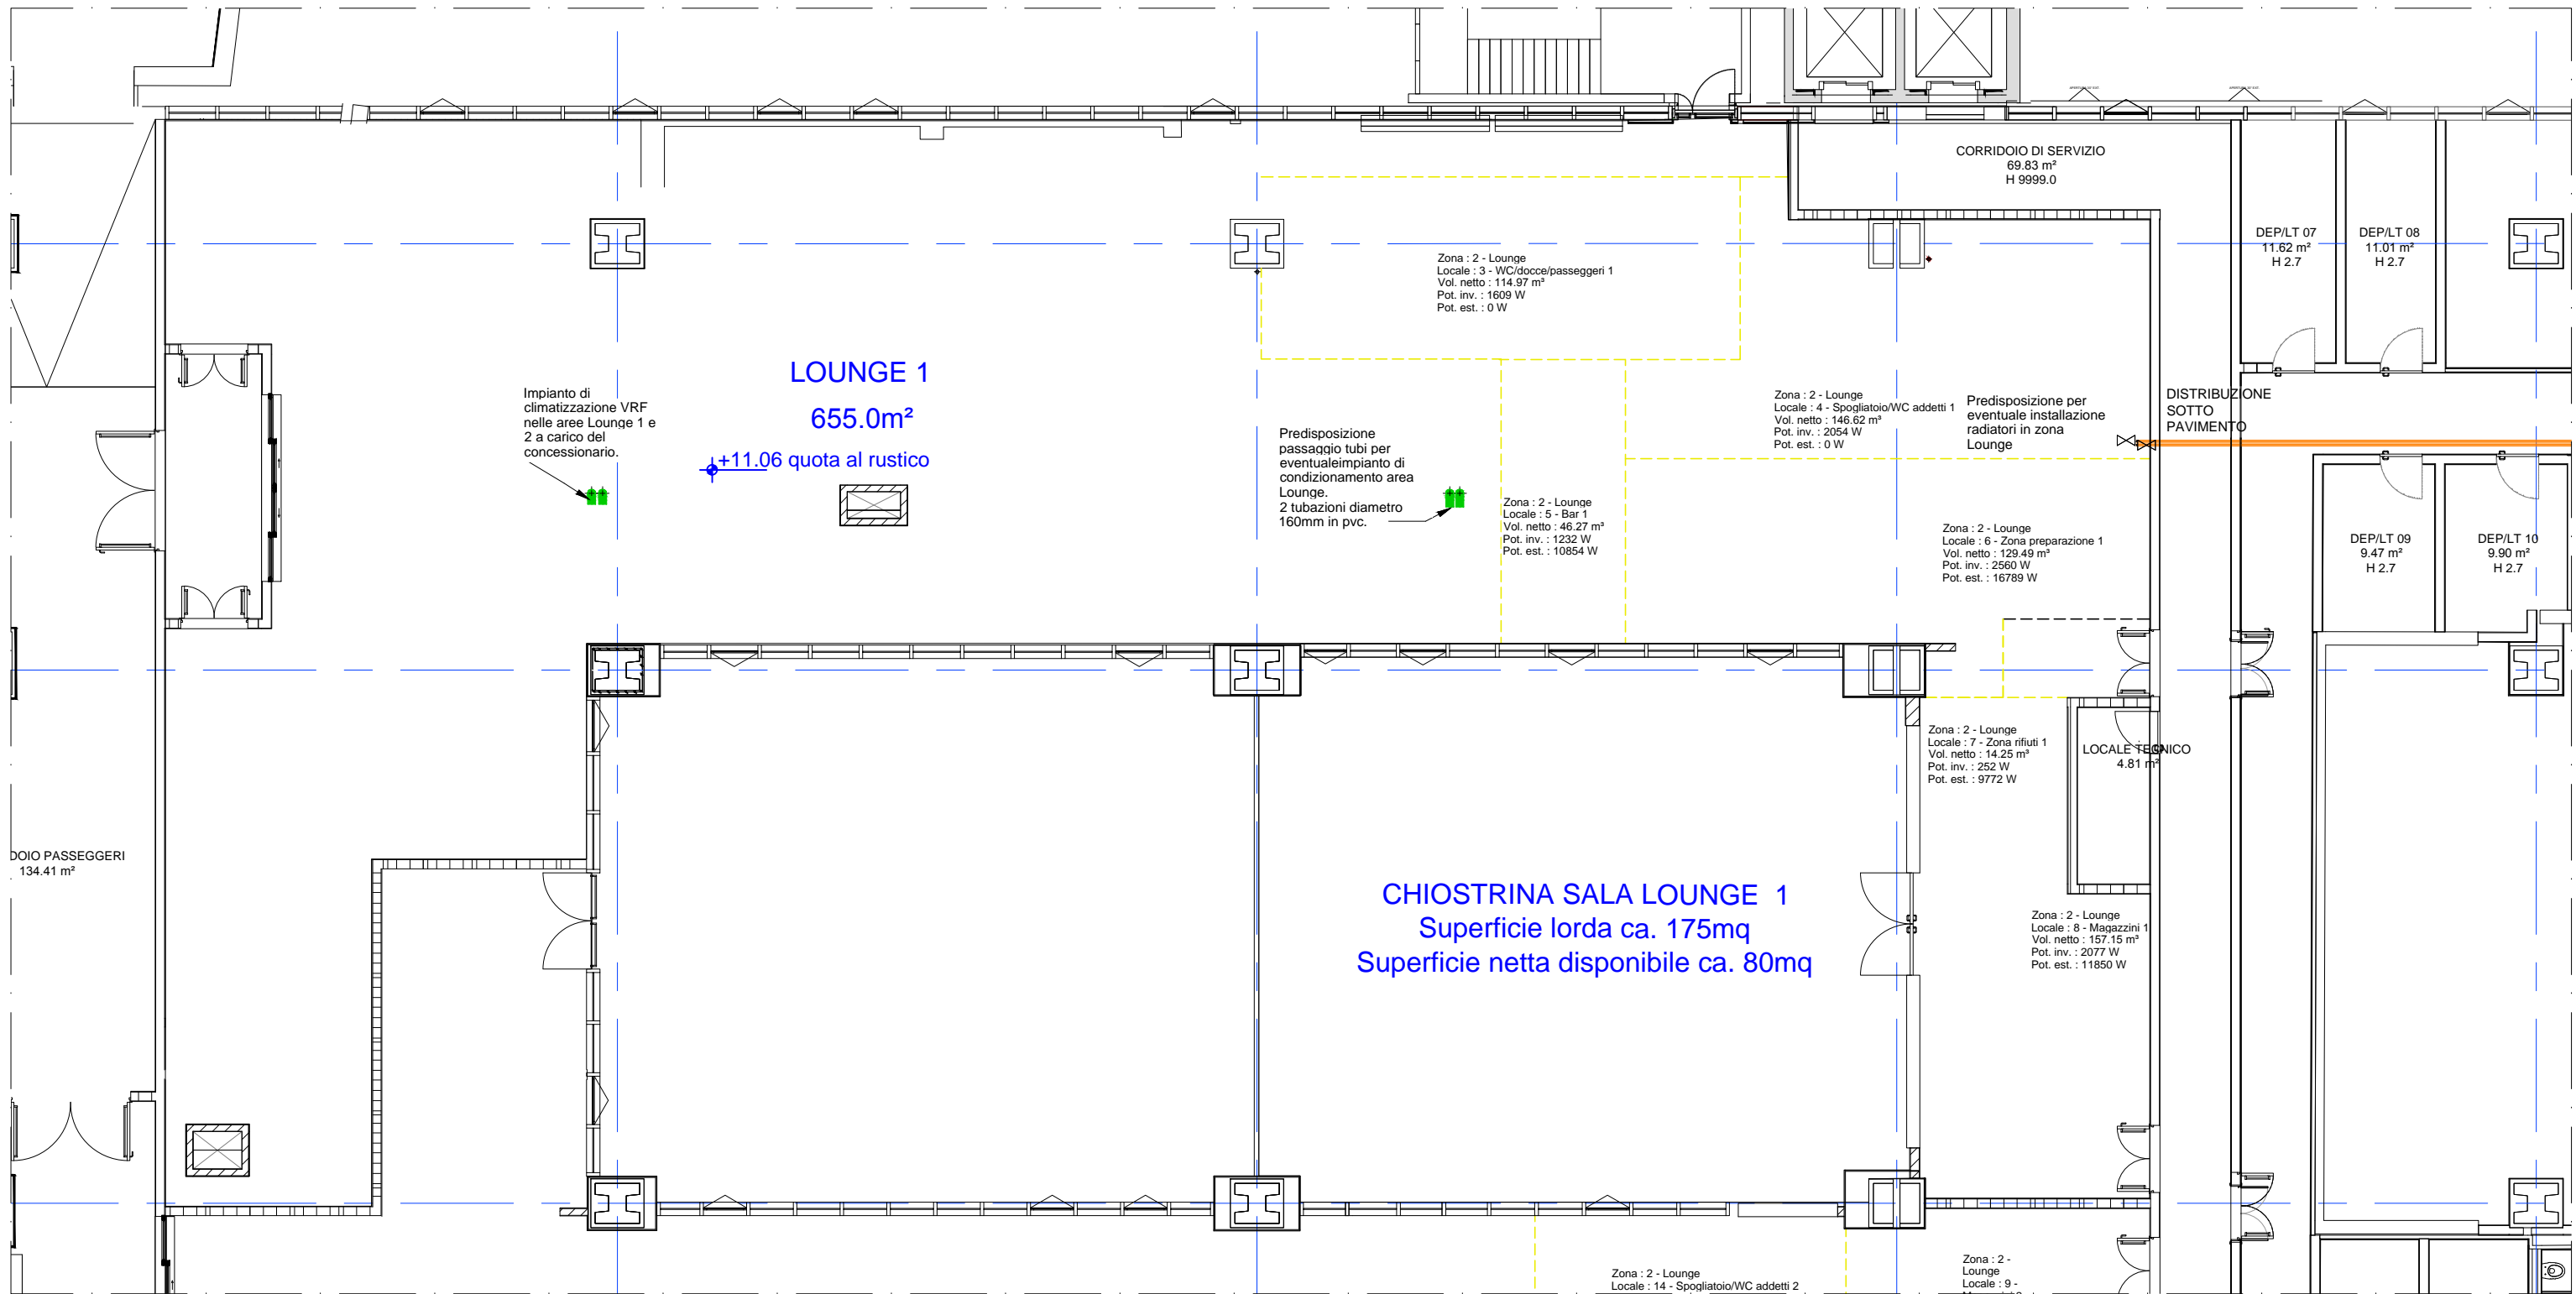 CORRIDOIO DI SERVIZIO
69.83 m²
H 9999.0
DEP/LT 07
11.62 m²
H 2.7
DEP/LT 08
11.01 m²
H 2.7
Zona : 2 - Lounge
Locale : 3 - WC/docce/passeggeri 1
Vol. netto : 114.97 m³
Pot. inv. : 1609 W
Pot. est. : 0 W
LOUNGE 1
655.0m²
+11.06 quota al rustico
Impianto di
climatizzazione VRF
nelle aree Lounge 1 e
2 a carico del
concessionario.
Predisposizione
passaggio tubi per
eventualeimpianto di
condizionamento area
Lounge.
2 tubazioni diametro
160mm in pvc.
Zona : 2 - Lounge
Locale : 4 - Spogliatoio/WC addetti 1
Vol. netto : 146.62 m³
Pot. inv. : 2054 W
Pot. est. : 0 W
Predisposizione per
eventuale installazione
radiatori in zona
Lounge
DISTRIBUZIONE
SOTTO
PAVIMENTO
Zona : 2 - Lounge
Locale : 5 - Bar 1
Vol. netto : 46.27 m³
Pot. inv. : 1232 W
Pot. est. : 10854 W
Zona : 2 - Lounge
Locale : 6 - Zona preparazione 1
Vol. netto : 129.49 m³
Pot. inv. : 2560 W
Pot. est. : 16789 W
DEP/LT 09
9.47 m²
H 2.7
DEP/LT 10
9.90 m²
H 2.7
Zona : 2 - Lounge
Locale : 7 - Zona rifiuti 1
Vol. netto : 14.25 m³
Pot. inv. : 252 W
Pot. est. : 9772 W
LOCALE TECNICO
4.81 m²
DOIO PASSEGGERI
134.41 m²
CHIOSTRINA SALA LOUNGE 1
Superficie lorda ca. 175mq
Superficie netta disponibile ca. 80mq
Zona : 2 - Lounge
Locale : 8 - Magazzini 1
Vol. netto : 157.15 m³
Pot. inv. : 2077 W
Pot. est. : 11850 W
Zona : 2 - Lounge
Locale : 14 - Spogliatoio/WC addetti 2
Zona : 2 -
Lounge
Locale : 9 -